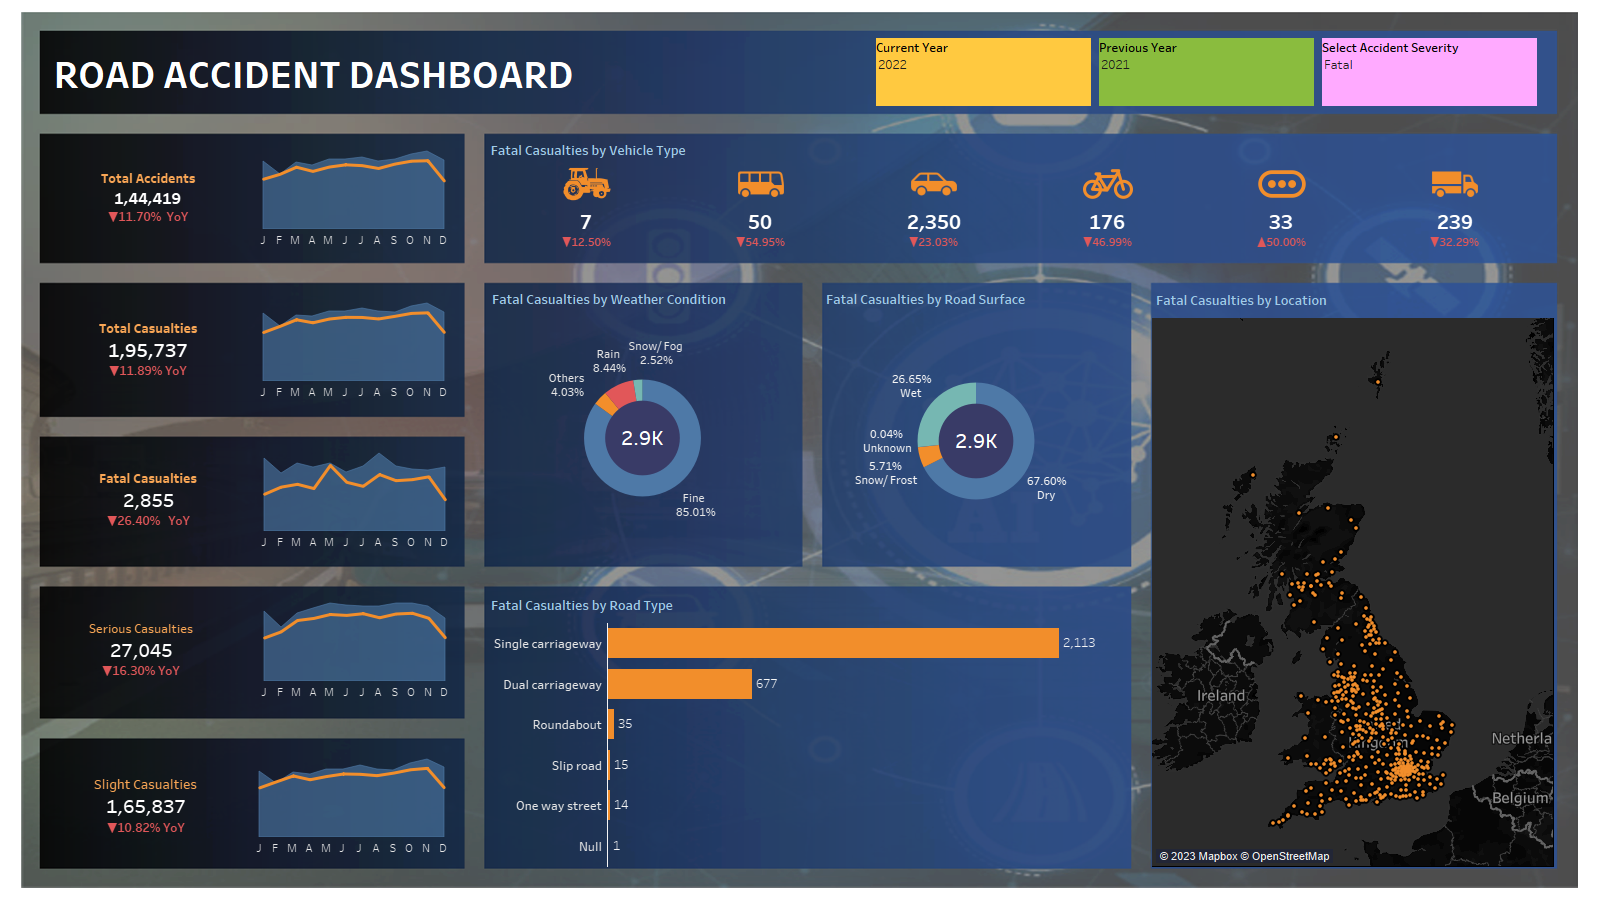 ROAD ACCIDENT DASHBOARD
Current Year
2022
Previous Year
2021
Select Accident Severity
Fatal
Total Accidents
1,44,419
▼11.70% YoY
J F M A M J J A S O N D
Fatal Casualties by Vehicle Type
7
▼12.50%
50
▼54.95%
2,350
▼23.03%
176
▼46.99%
33
▲50.00%
239
▼32.29%
Total Casualties
1,95,737
▼11.89% YoY
J F M A M J J A S O N D
Fatal Casualties
2,855
▼26.40% YoY
J F M A M J J A S O N D
Serious Casualties
27,045
▼16.30% YoY
J F M A M J J A S O N D
Slight Casualties
1,65,837
▼10.82% YoY
J F M A M J J A S O N D
Fatal Casualties by Weather Condition
Snow/ Fog
2.52%
Rain
8.44%
Others
4.03%
2.9K
Fine
85.01%
Fatal Casualties by Road Surface
26.65%
Wet
0.04%
Unknown
5.71%
Snow/ Frost
2.9K
67.60%
Dry
Fatal Casualties by Road Type
Single carriageway 2,113
Dual carriageway 677
Roundabout 35
Slip road 15
One way street 14
Null 1
Fatal Casualties by Location
Ireland
Netherla
Belgium
© 2023 Mapbox © OpenStreetMap